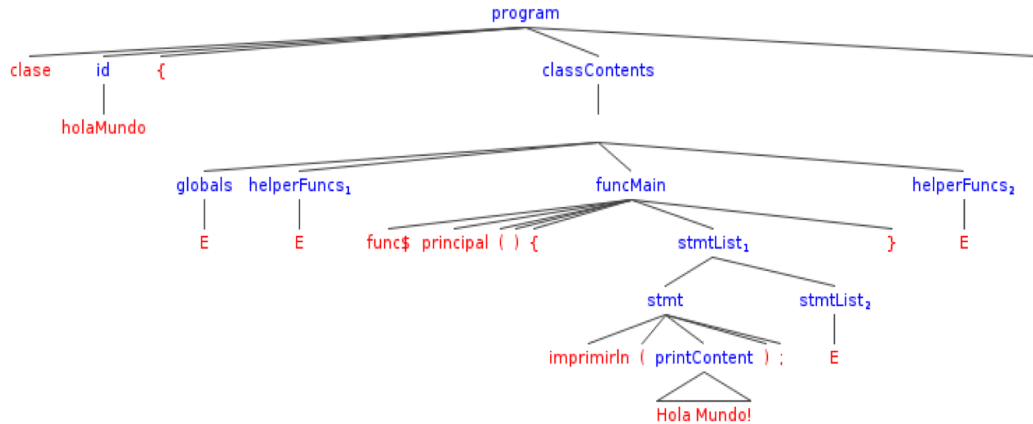 program
clase id { classContents
holaMundo
globals helperFuncs₁ funcMain helperFuncs₂
E E func$ principal ( ) { stmtList₁ } E
stmt stmtList₂
imprimirln ( printContent ) ; E
Hola Mundo!